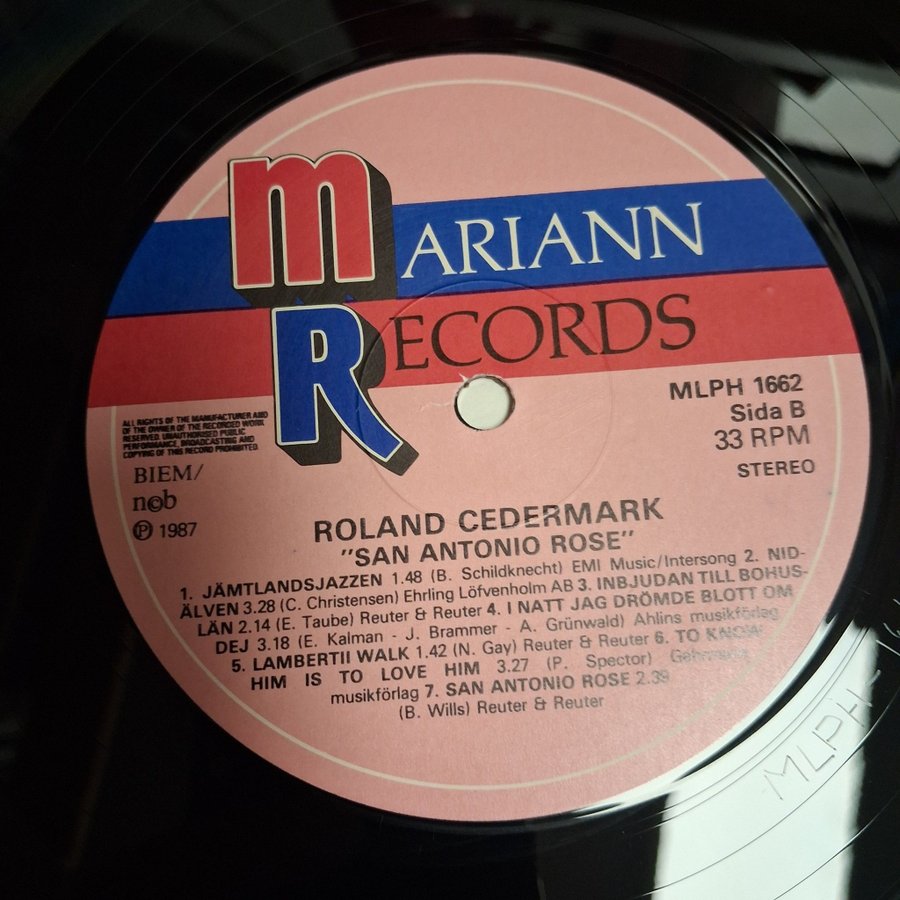 MARIANN
RECORDS
MLPH 1662
Sida B
33 RPM
STEREO
ALL RIGHTS OF THE MANUFACTURER AND
OF THE OWNER OF THE RECORDED WORK
RESERVED. UNAUTHORISED PUBLIC
PERFORMANCE, BROADCASTING AND
COPYING OF THIS RECORD PROHIBITED.
BIEM/
n©b
℗ 1987
ROLAND CEDERMARK
"SAN ANTONIO ROSE"
1. JÄMTLANDSJAZZEN 1.48 (B. Schildknecht) EMI Music/Intersong 2. NID-
ÄLVEN 3.28 (C. Christensen) Ehrling Löfvenholm AB 3. INBJUDAN TILL BOHUS-
LÄN 2.14 (E. Taube) Reuter & Reuter 4. I NATT JAG DRÖMDE BLOTT OM
DEJ 3.18 (E. Kalman - J. Brammer - A. Grünwald) Ahlins musikförlag
5. LAMBERTII WALK 1.42 (N. Gay) Reuter & Reuter 6. TO KNOW
HIM IS TO LOVE HIM 3.27 (P. Spector) Gehrmans
musikförlag 7. SAN ANTONIO ROSE 2.39
(B. Wills) Reuter & Reuter
MLPH-